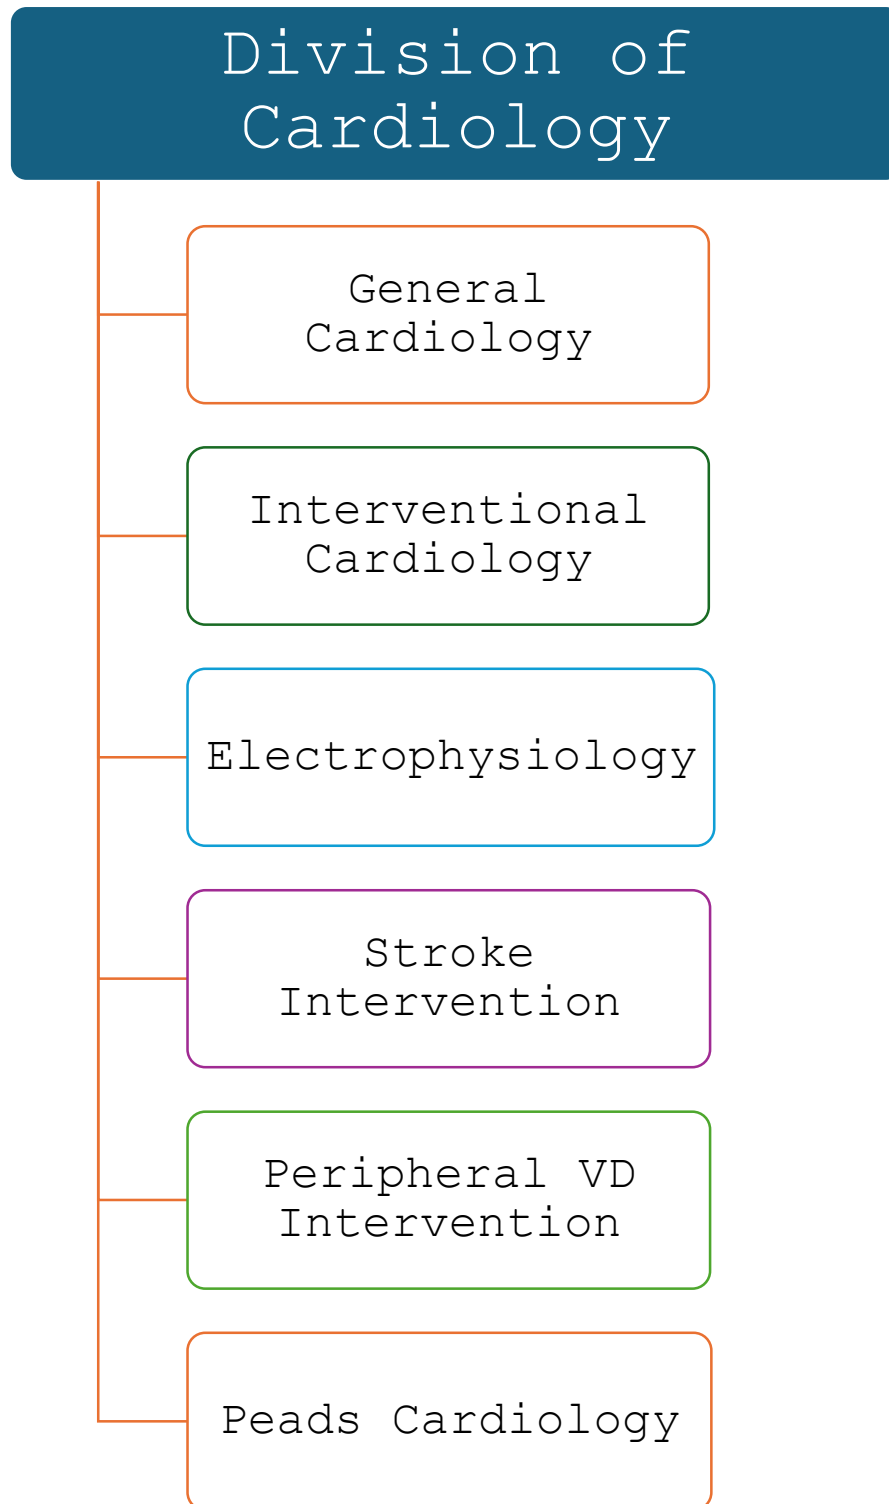 Division of
Cardiology
General
Cardiology
Interventional
Cardiology
Electrophysiology
Stroke
Intervention
Peripheral VD
Intervention
Peads Cardiology